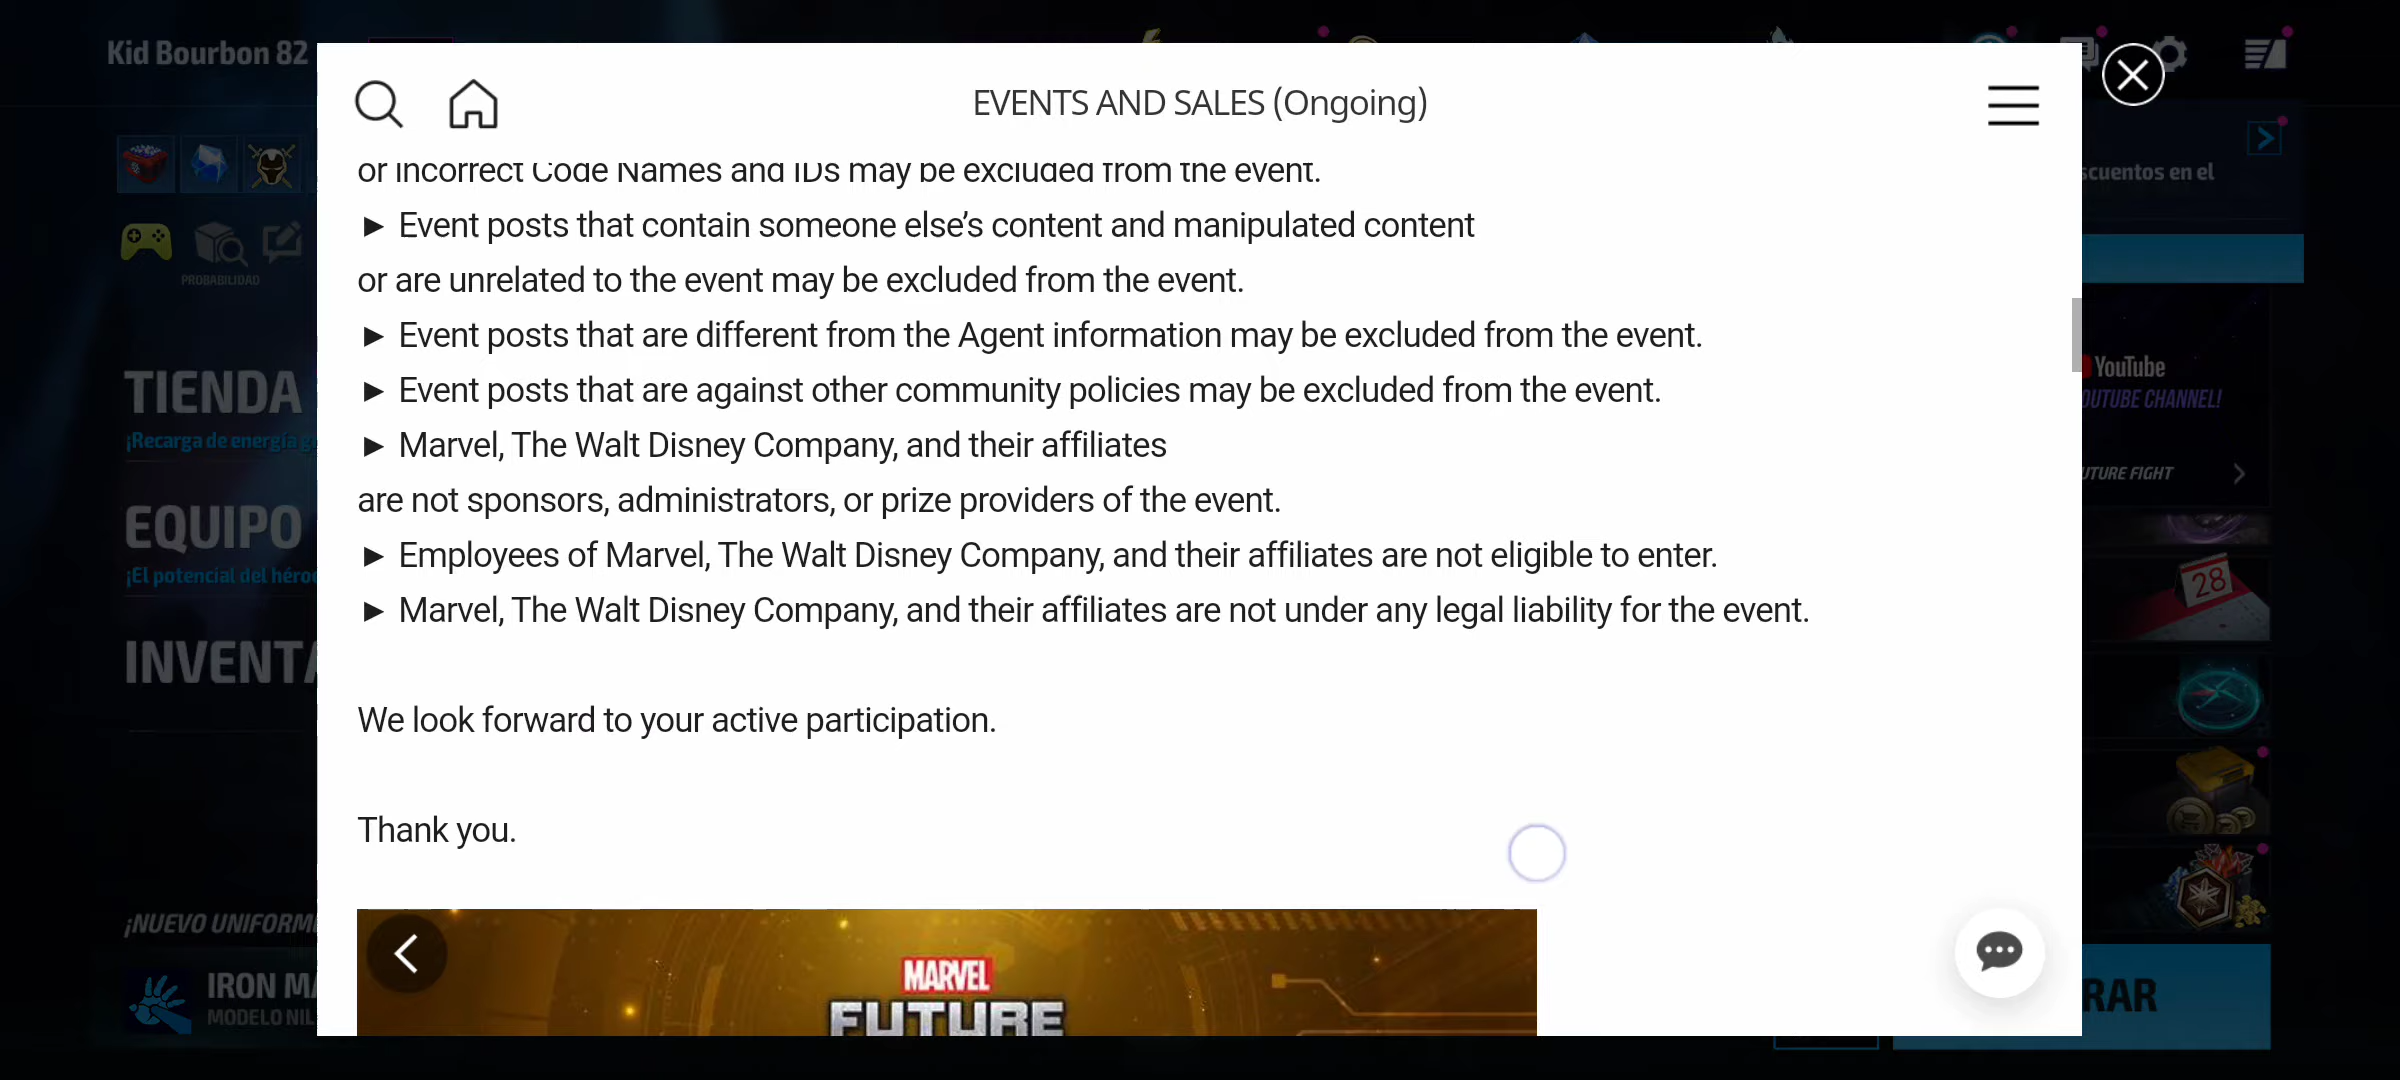 Kid Bourbon 82
EVENTS AND SALES (Ongoing)
or incorrect Code Names and IDs may be excluded from the event.
► Event posts that contain someone else’s content and manipulated content
or are unrelated to the event may be excluded from the event.
► Event posts that are different from the Agent information may be excluded from the event.
► Event posts that are against other community policies may be excluded from the event.
► Marvel, The Walt Disney Company, and their affiliates
are not sponsors, administrators, or prize providers of the event.
► Employees of Marvel, The Walt Disney Company, and their affiliates are not eligible to enter.
► Marvel, The Walt Disney Company, and their affiliates are not under any legal liability for the event.
We look forward to your active participation.
Thank you.
MARVEL
FUTURE
PROBABILIDAD
TIENDA
¡Recarga de energía g
EQUIPO
¡El potencial del héroe
INVENTA
¡NUEVO UNIFORM
IRON MA
MODELO NIL
scuentos en el
YouTube
OUTUBE CHANNEL!
UTURE FIGHT
28
RAR